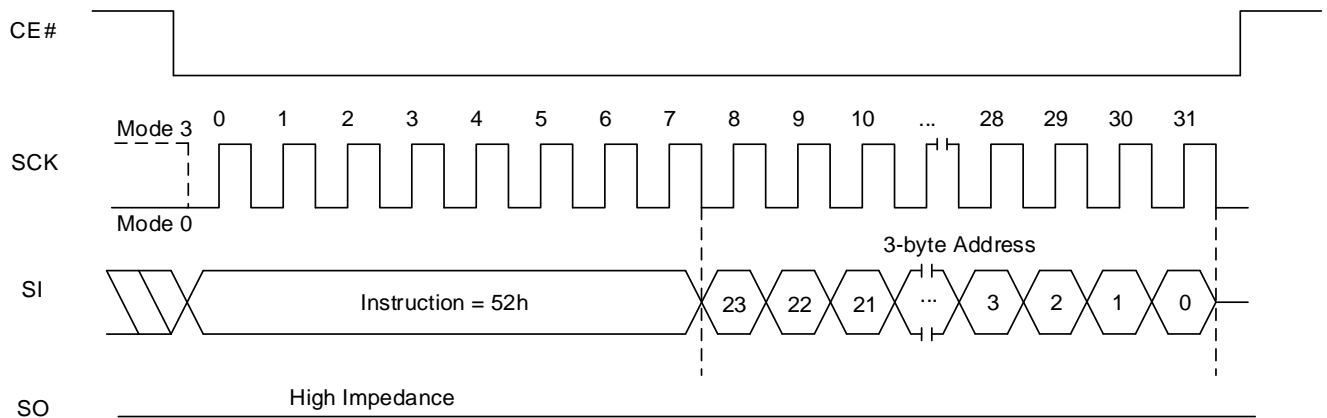 CE#
0 1 2 3 4 5 6 7 8 9 10 ... 28 29 30 31
Mode 3
SCK
Mode 0
3-byte Address
SI
Instruction = 52h 23 22 21 ... 3 2 1 0
High Impedance
SO